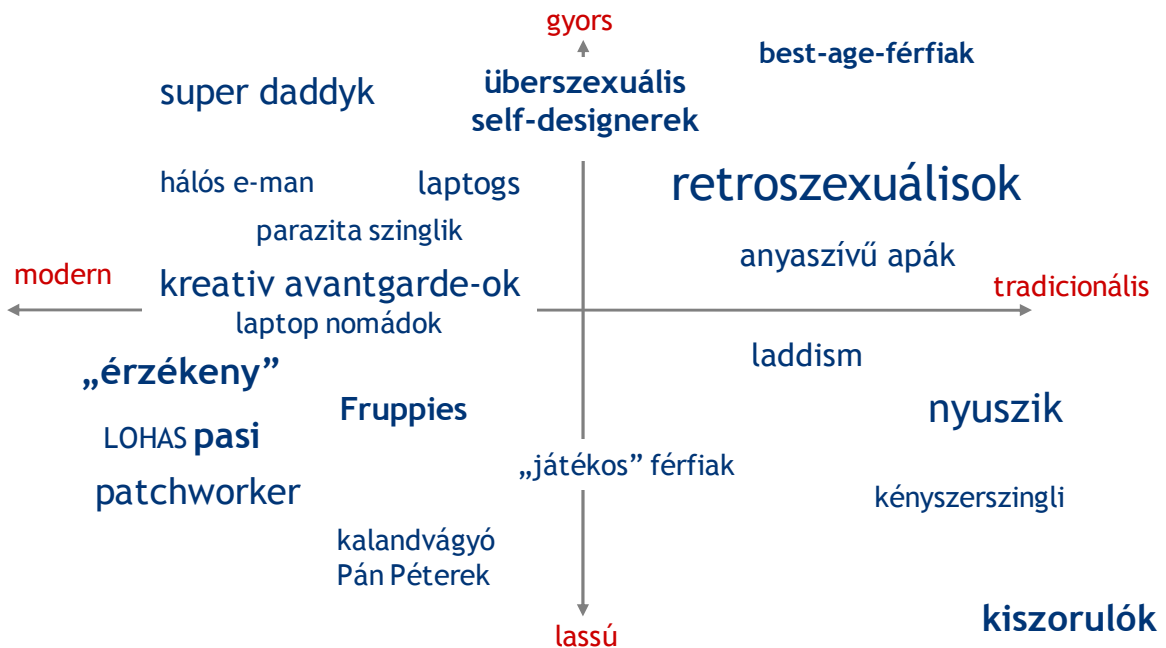 gyors
best-age-férfiak
super daddyk
überszexuális
self-designerek
hálós e-man
laptogs
retroszexuálisok
parazita szinglik
anyaszívű apák
modern
kreativ avantgarde-ok
tradicionális
laptop nomádok
laddism
„érzékeny”
Fruppies
nyuszik
LOHAS pasi
„játékos” férfiak
patchworker
kényszerszingli
kalandvágyó
Pán Péterek
kiszorulók
lassú